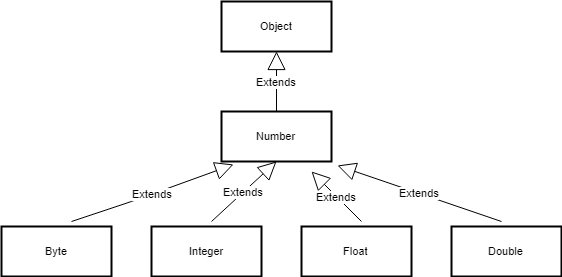 Object
Extends
Number
Extends
Extends
Extends
Extends
Byte
Integer
Float
Double